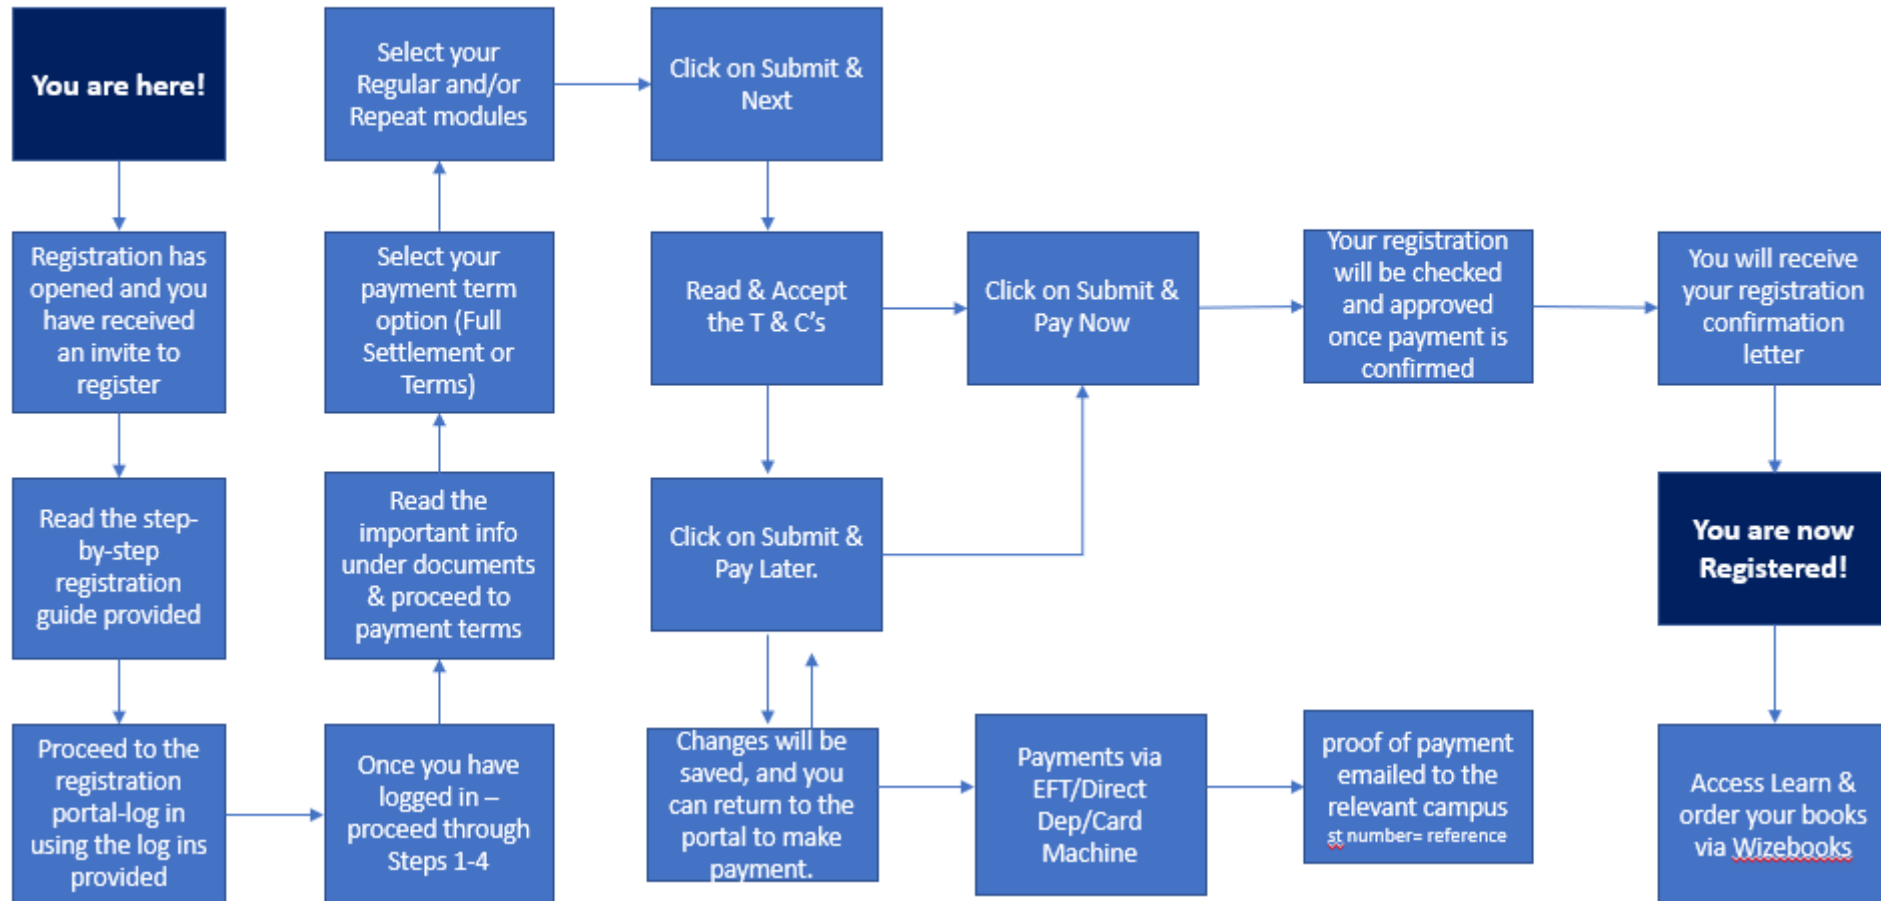 You are here!
Registration has
opened and you
have received
an invite to
register
Read the step-
by-step
registration
guide provided
Proceed to the
registration
portal-log in
using the log ins
provided
Once you have
logged in –
proceed through
Steps 1-4
Read the
important info
under documents
& proceed to
payment terms
Select your
payment term
option (Full
Settlement or
Terms)
Select your
Regular and/or
Repeat modules
Click on Submit &
Next
Read & Accept
the T & C’s
Click on Submit &
Pay Later.
Changes will be
saved, and you
can return to the
portal to make
payment.
Payments via
EFT/Direct
Dep/Card
Machine
proof of payment
emailed to the
relevant campus
st number= reference
Click on Submit &
Pay Now
Your registration
will be checked
and approved
once payment is
confirmed
You will receive
your registration
confirmation
letter
You are now
Registered!
Access Learn &
order your books
via Wizebooks